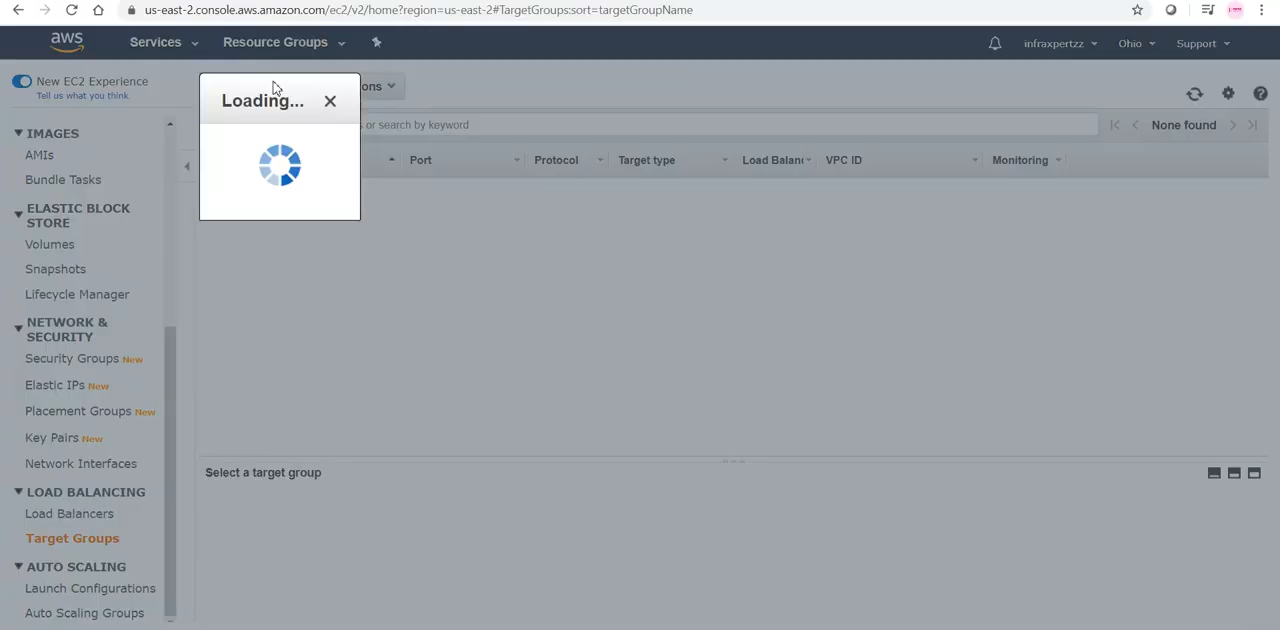 us-east-2.console.aws.amazon.com/ec2/v2/home?region=us-east-2#TargetGroups:sort=targetGroupName
aws Services Resource Groups infraxpertzz Ohio Support
New EC2 Experience
Tell us what you think.
Loading...
ons
or search by keyword
None found
Port Protocol Target type Load Balan VPC ID Monitoring
IMAGES
AMIs
Bundle Tasks
ELASTIC BLOCK
STORE
Volumes
Snapshots
Lifecycle Manager
NETWORK &
SECURITY
Security Groups New
Elastic IPs New
Placement Groups New
Key Pairs New
Network Interfaces
LOAD BALANCING
Load Balancers
Target Groups
AUTO SCALING
Launch Configurations
Auto Scaling Groups
Select a target group